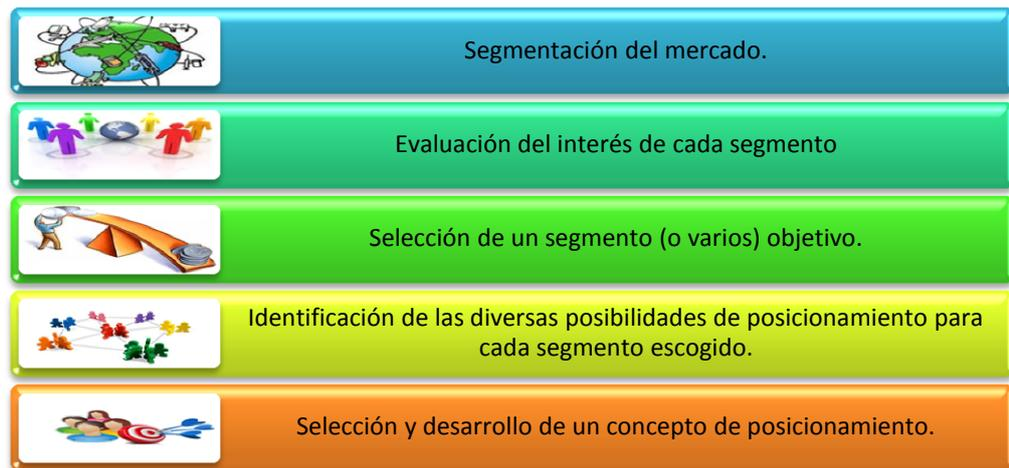 Segmentación del mercado.
Evaluación del interés de cada segmento
Selección de un segmento (o varios) objetivo.
Identificación de las diversas posibilidades de posicionamiento para
cada segmento escogido.
Selección y desarrollo de un concepto de posicionamiento.